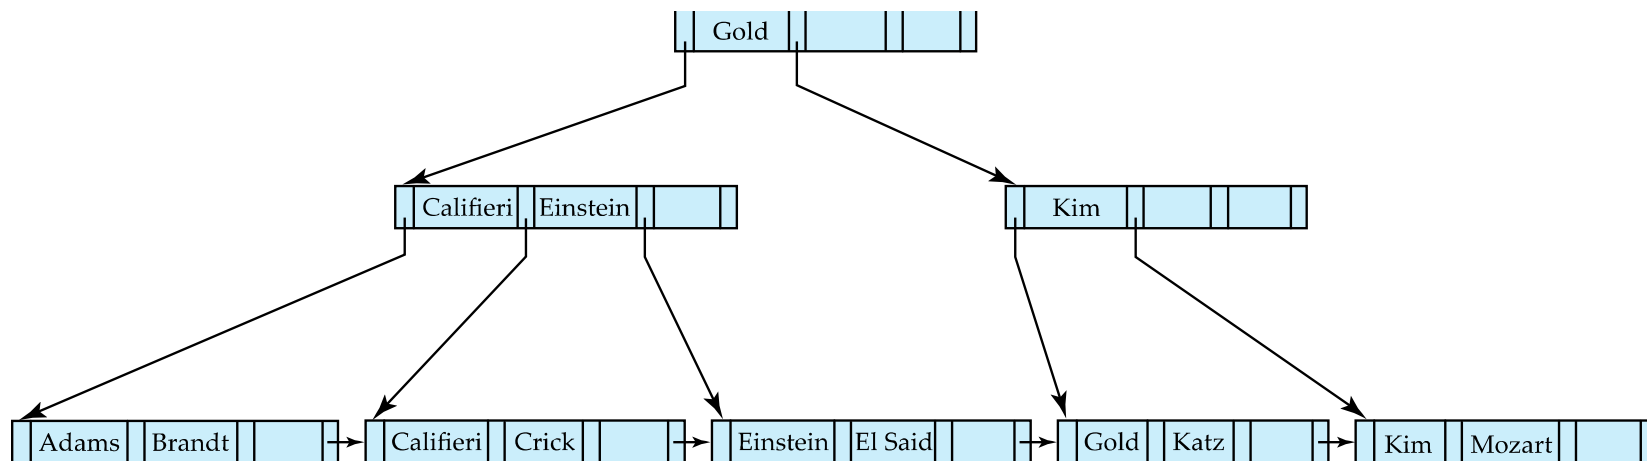 Gold
Califieri Einstein
Kim
Adams Brandt
Califieri Crick
Einstein El Said
Gold Katz
Kim Mozart